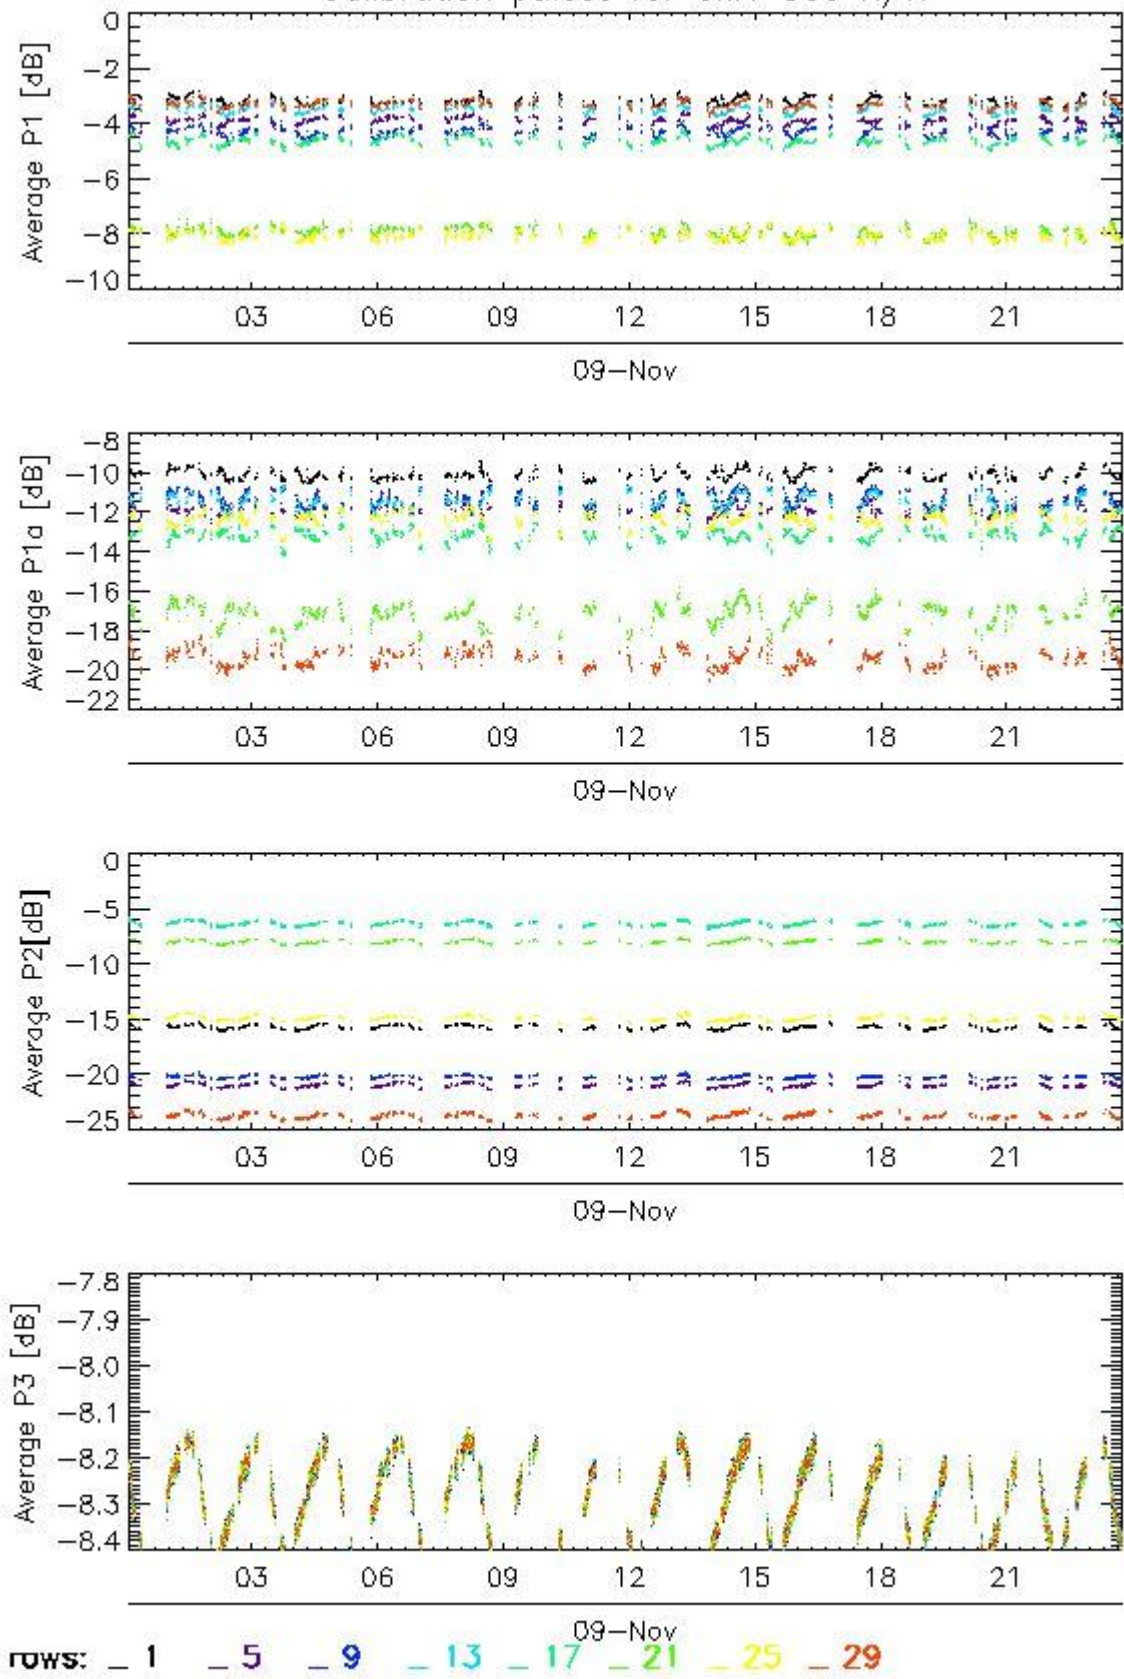 Average P1 [dB]
0
−2
−4
−6
−8
−10
03 06 09 12 15 18 21
09−Nov
Average P1a [dB]
−8
−10
−12
−14
−16
−18
−20
−22
03 06 09 12 15 18 21
09−Nov
Average P2[dB]
0
−5
−10
−15
−20
−25
03 06 09 12 15 18 21
09−Nov
Average P3 [dB]
−7.8
−7.9
−8.0
−8.1
−8.2
−8.3
−8.4
03 06 09 12 15 18 21
09−Nov
rows: _ 1 _ 5 _ 9 _ 13 _ 17 _ 21 _ 25 _ 29